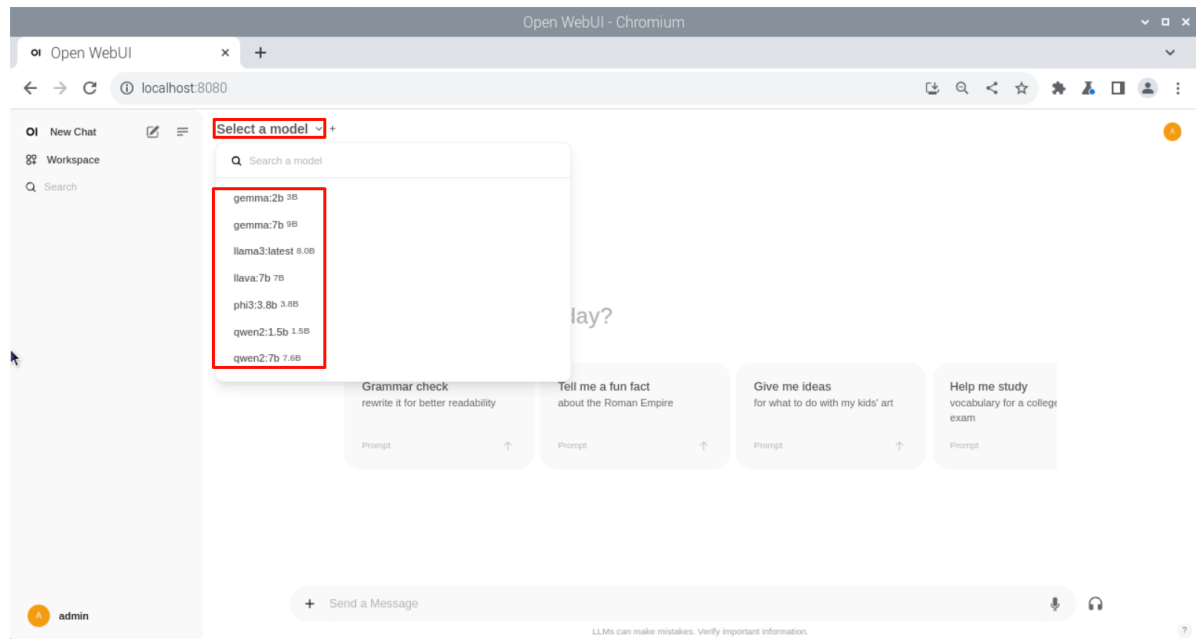 Open WebUI - Chromium
OI Open WebUI
localhost:8080
OI New Chat
Workspace
Search
Select a model
A
Search a model
gemma:2b 3B
gemma:7b 9B
llama3:latest 8.0B
llava:7b 7B
phi3:3.8b 3.8B
qwen2:1.5b 1.5B
qwen2:7b 7.6B
day?
Grammar check
rewrite it for better readability
Prompt
Tell me a fun fact
about the Roman Empire
Prompt
Give me ideas
for what to do with my kids' art
Prompt
Help me study
vocabulary for a college
exam
Prompt
A admin
Send a Message
LLMs can make mistakes. Verify important information.
?